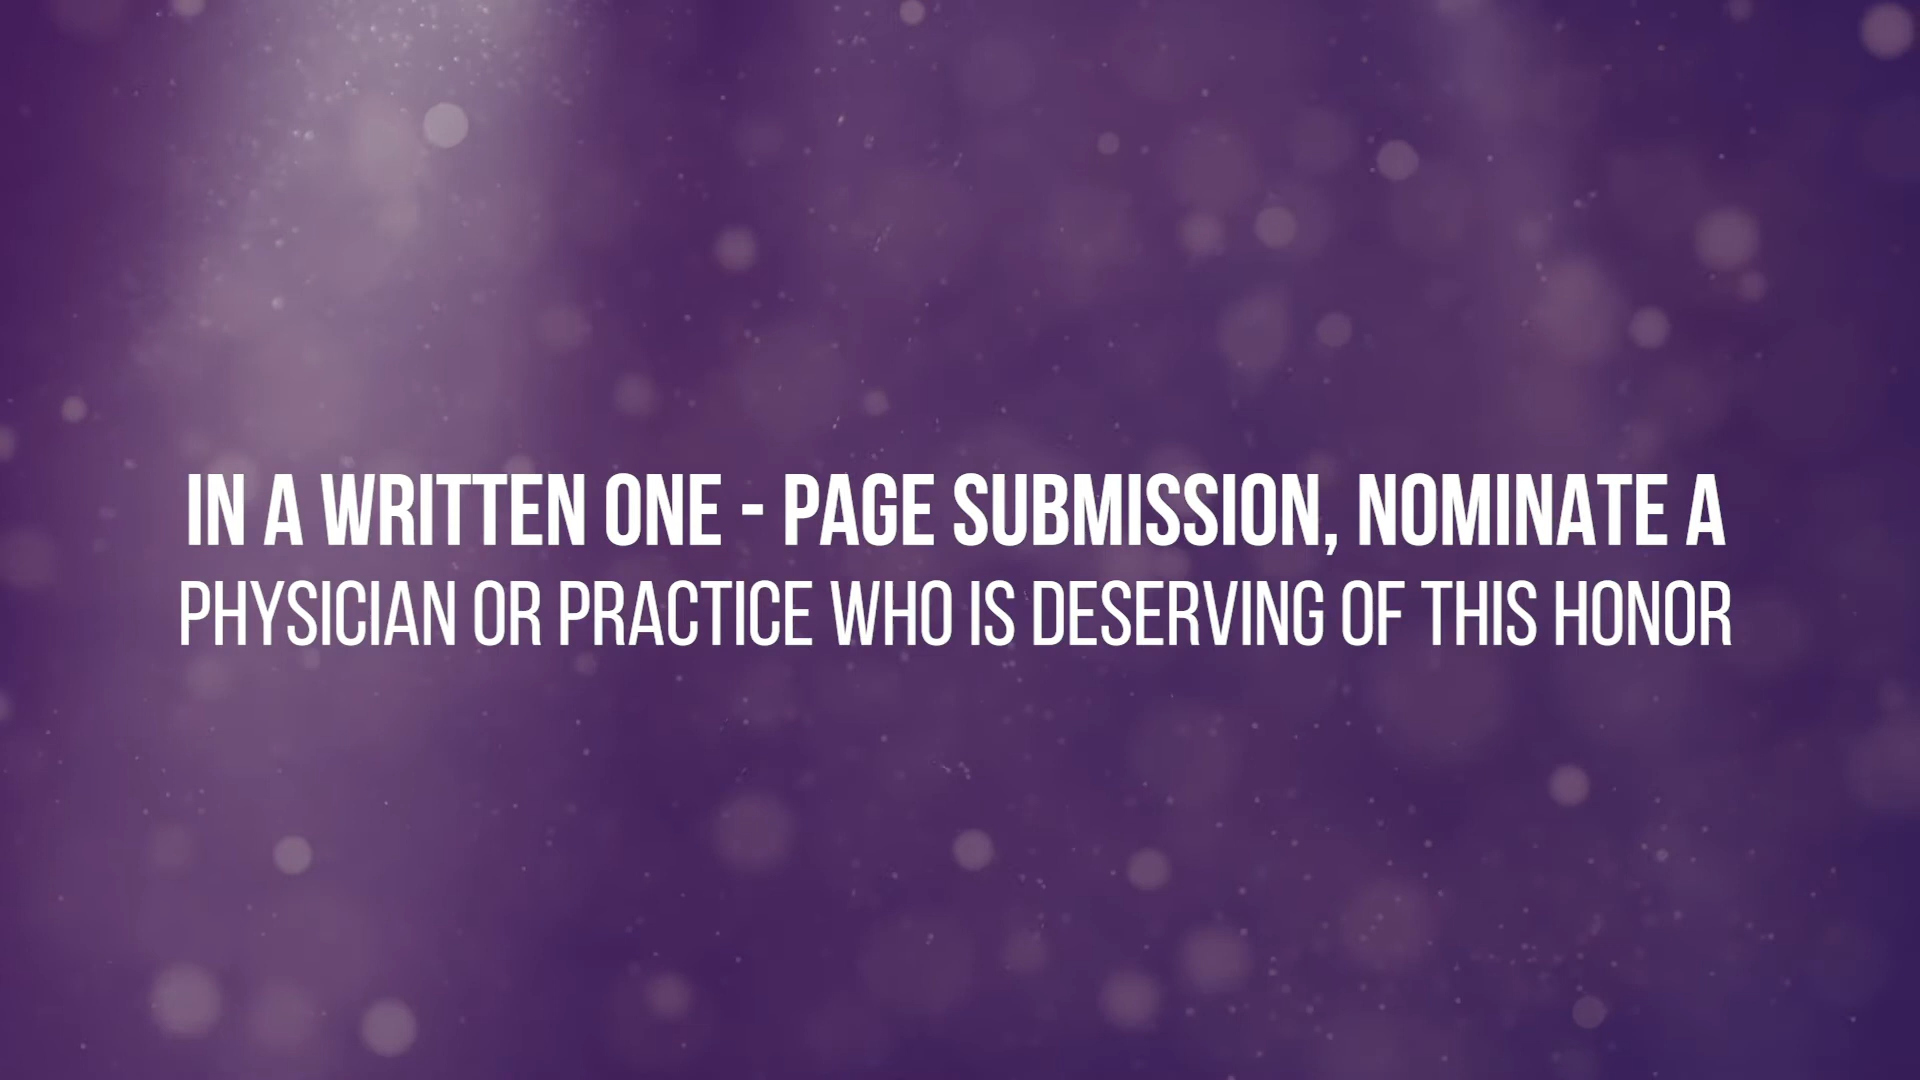 IN A WRITTEN ONE - PAGE SUBMISSION, NOMINATE A
PHYSICIAN OR PRACTICE WHO IS DESERVING OF THIS HONOR